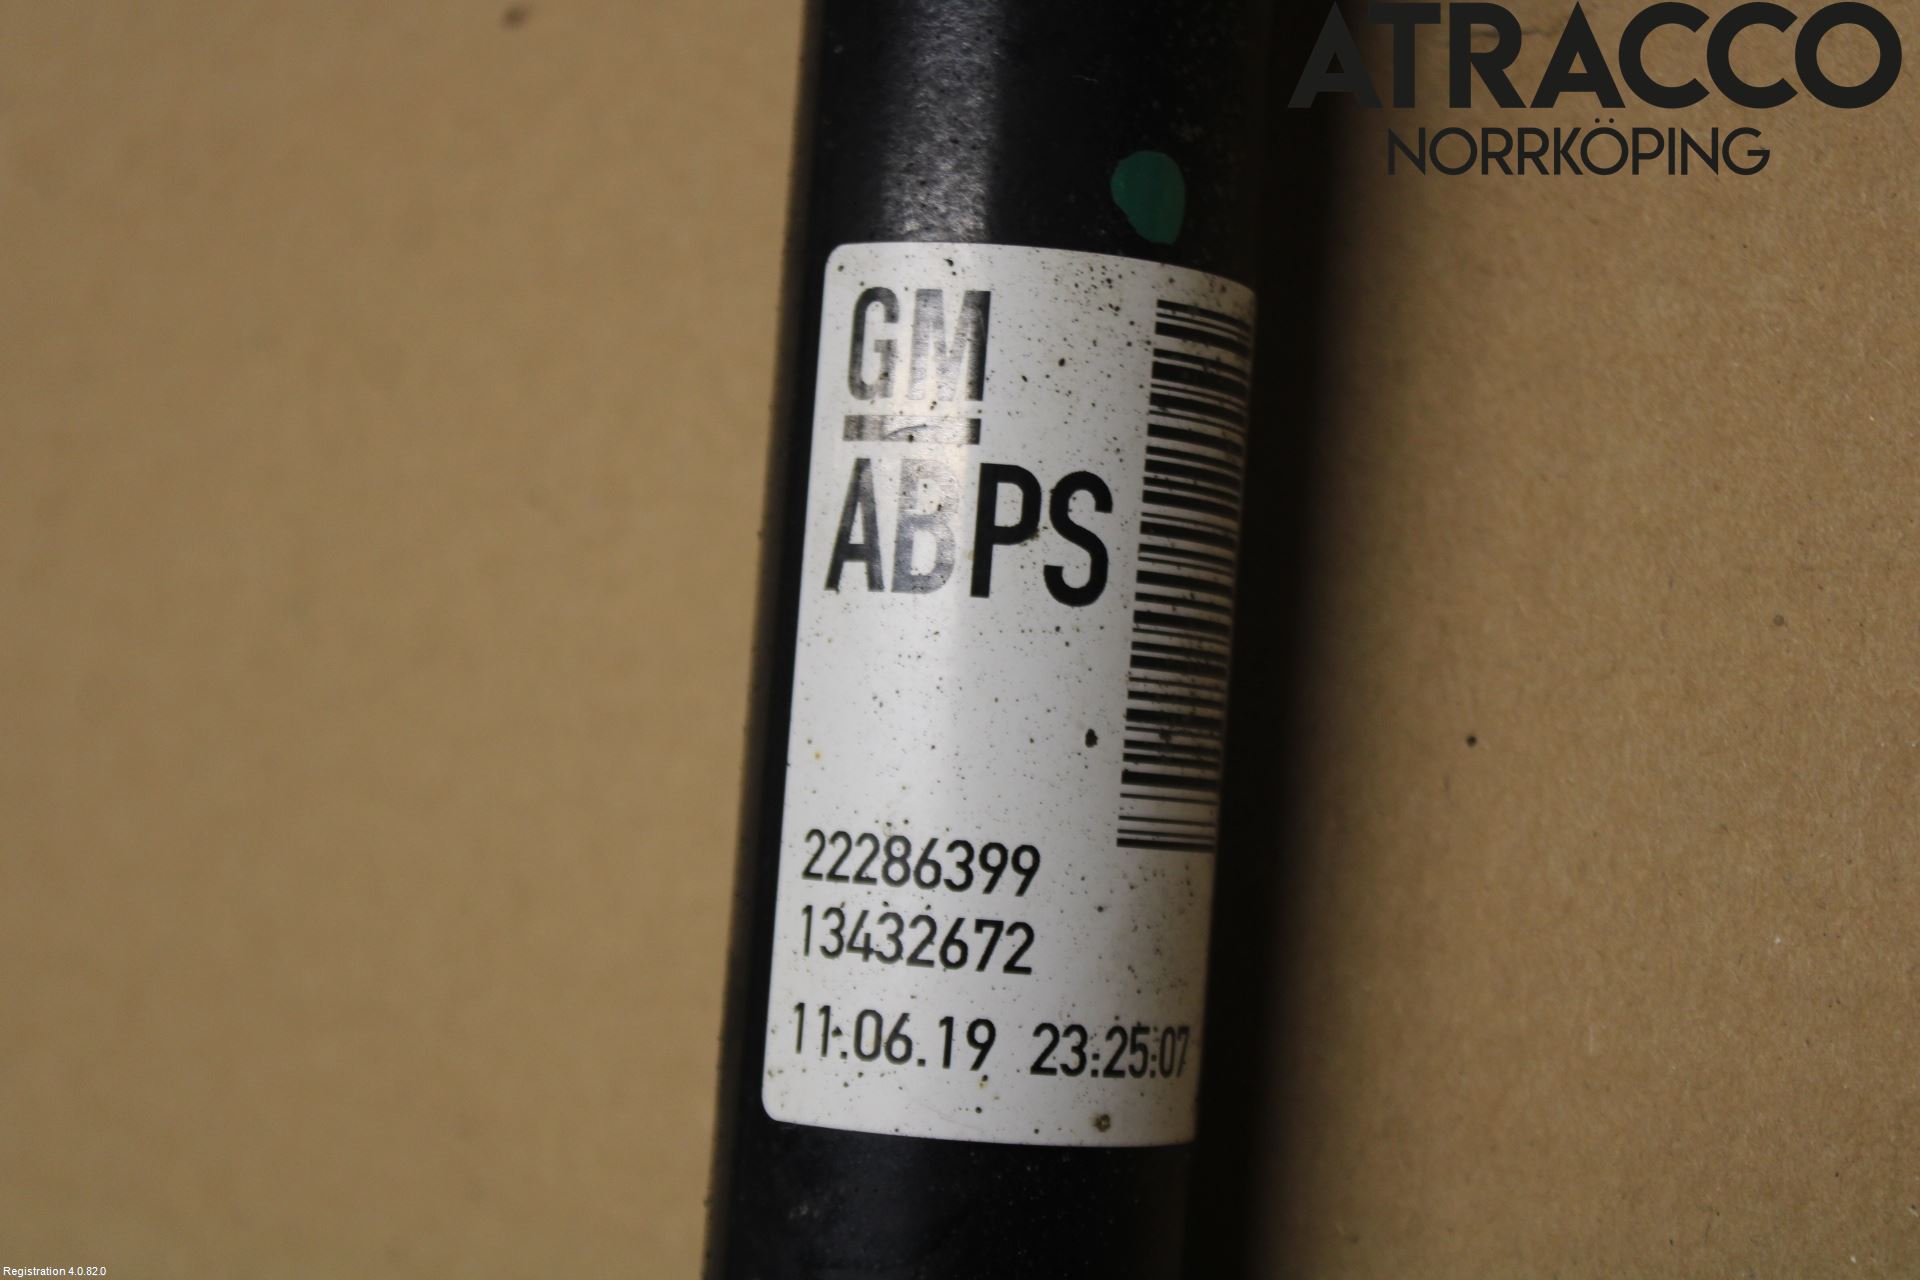 ATRACCO
NORRKÖPING
GM
ABPS
22286399
13432672
11.06.19 23:25:07
Registration 4.0.82.0